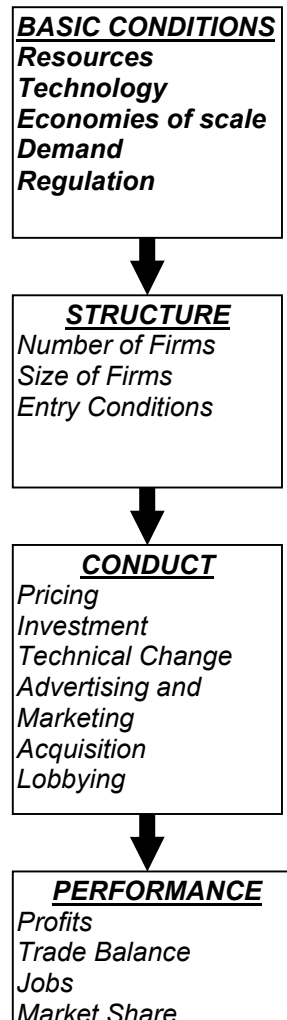 BASIC CONDITIONS
Resources
Technology
Economies of scale
Demand
Regulation
STRUCTURE
Number of Firms
Size of Firms
Entry Conditions
CONDUCT
Pricing
Investment
Technical Change
Advertising and
Marketing
Acquisition
Lobbying
PERFORMANCE
Profits
Trade Balance
Jobs
Market Share